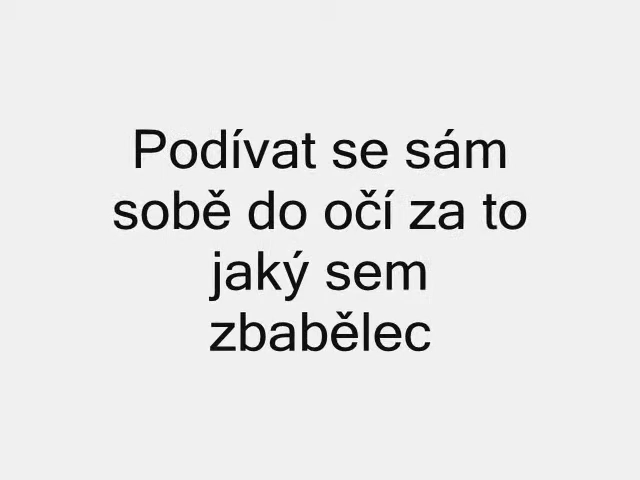 Podívat se sám
sobě do očí za to
jaký sem
zbabělec